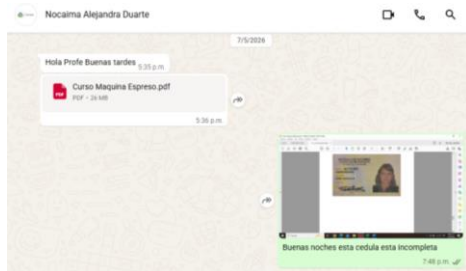 Nocaima Alejandra Duarte
7/5/2026
Hola Profe Buenas tardes
5:35 p.m.
Curso Maquina Espreso.pdf
PDF • 26 MB
5:36 p.m.
Buenas noches esta cedula esta incompleta
7:48 p.m.